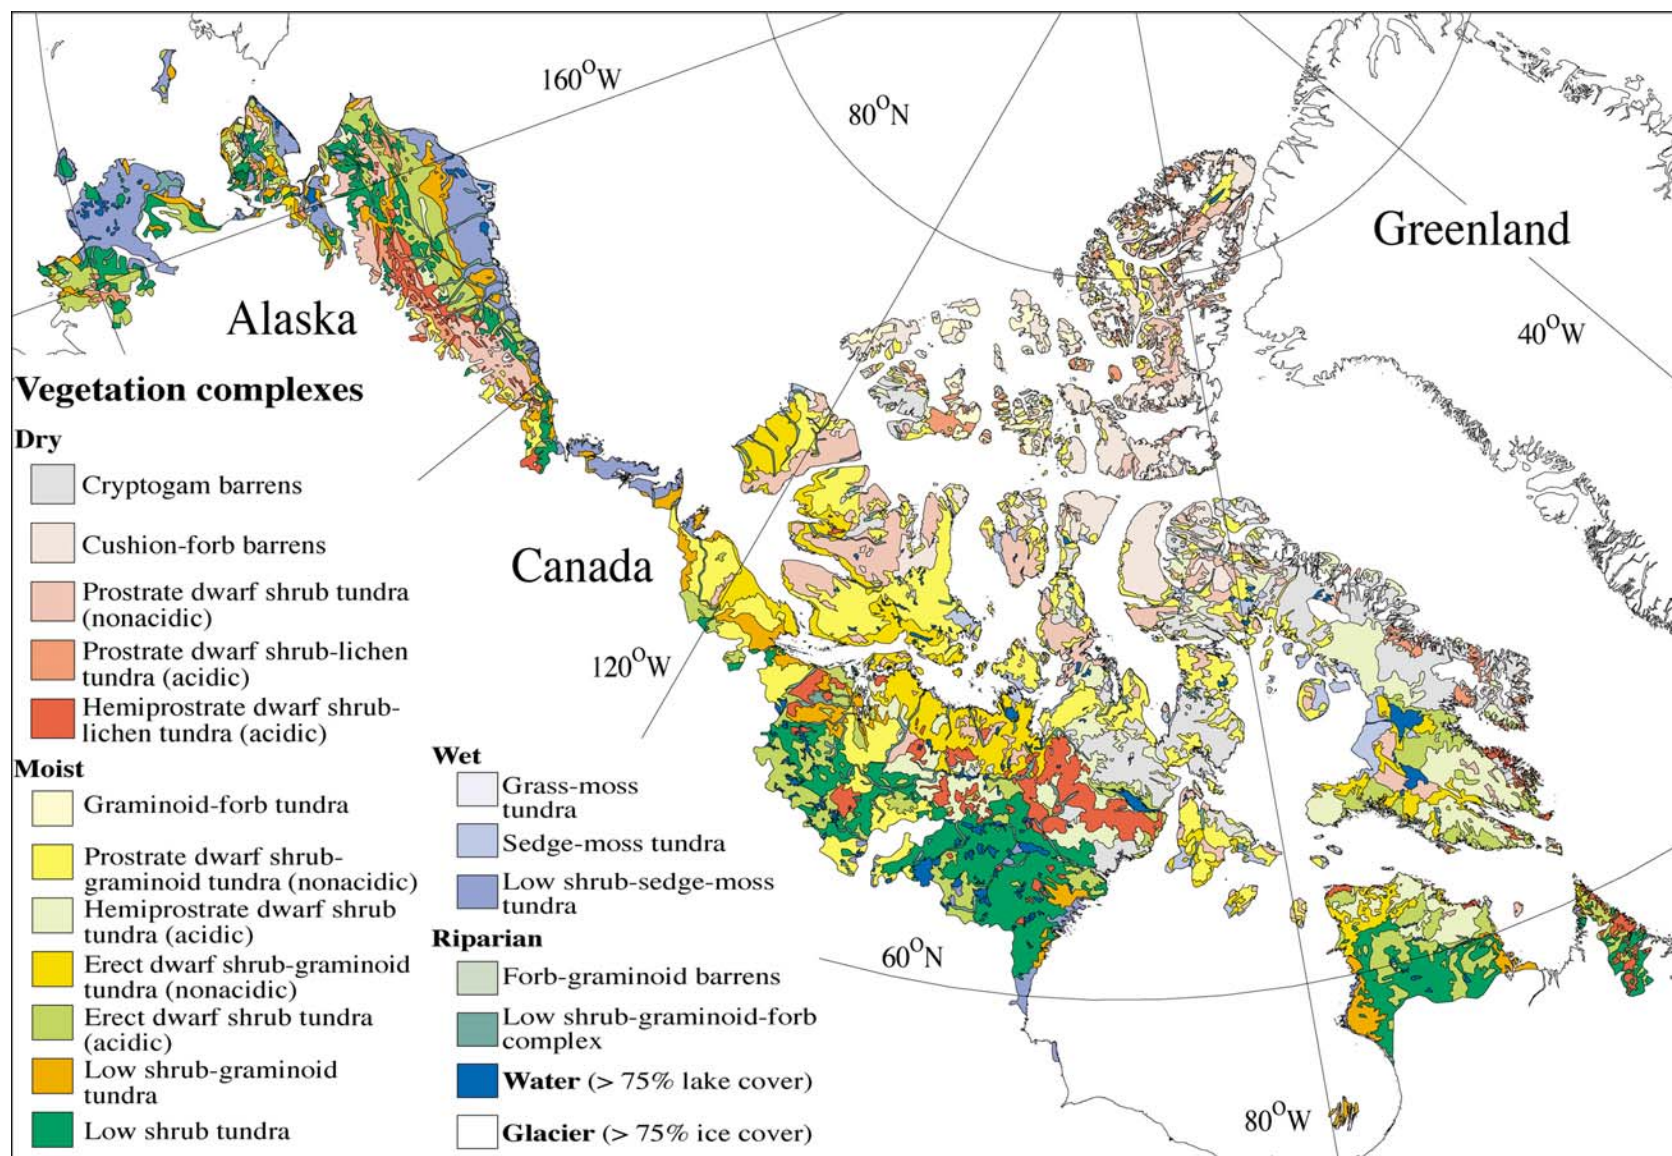 160°W
80°N
Greenland
Alaska
40°W
Vegetation complexes
Dry
Cryptogam barrens
Cushion-forb barrens
Prostrate dwarf shrub tundra
(nonacidic)
Prostrate dwarf shrub-lichen
tundra (acidic)
Hemiprostrate dwarf shrub-
lichen tundra (acidic)
Moist
Graminoid-forb tundra
Prostrate dwarf shrub-
graminoid tundra (nonacidic)
Hemiprostrate dwarf shrub
tundra (acidic)
Erect dwarf shrub-graminoid
tundra (nonacidic)
Erect dwarf shrub tundra
(acidic)
Low shrub-graminoid
tundra
Low shrub tundra
Canada
120°W
Wet
Grass-moss
tundra
Sedge-moss tundra
Low shrub-sedge-moss
tundra
Riparian
Forb-graminoid barrens
Low shrub-graminoid-forb
complex
Water (> 75% lake cover)
Glacier (> 75% ice cover)
60°N
80°W